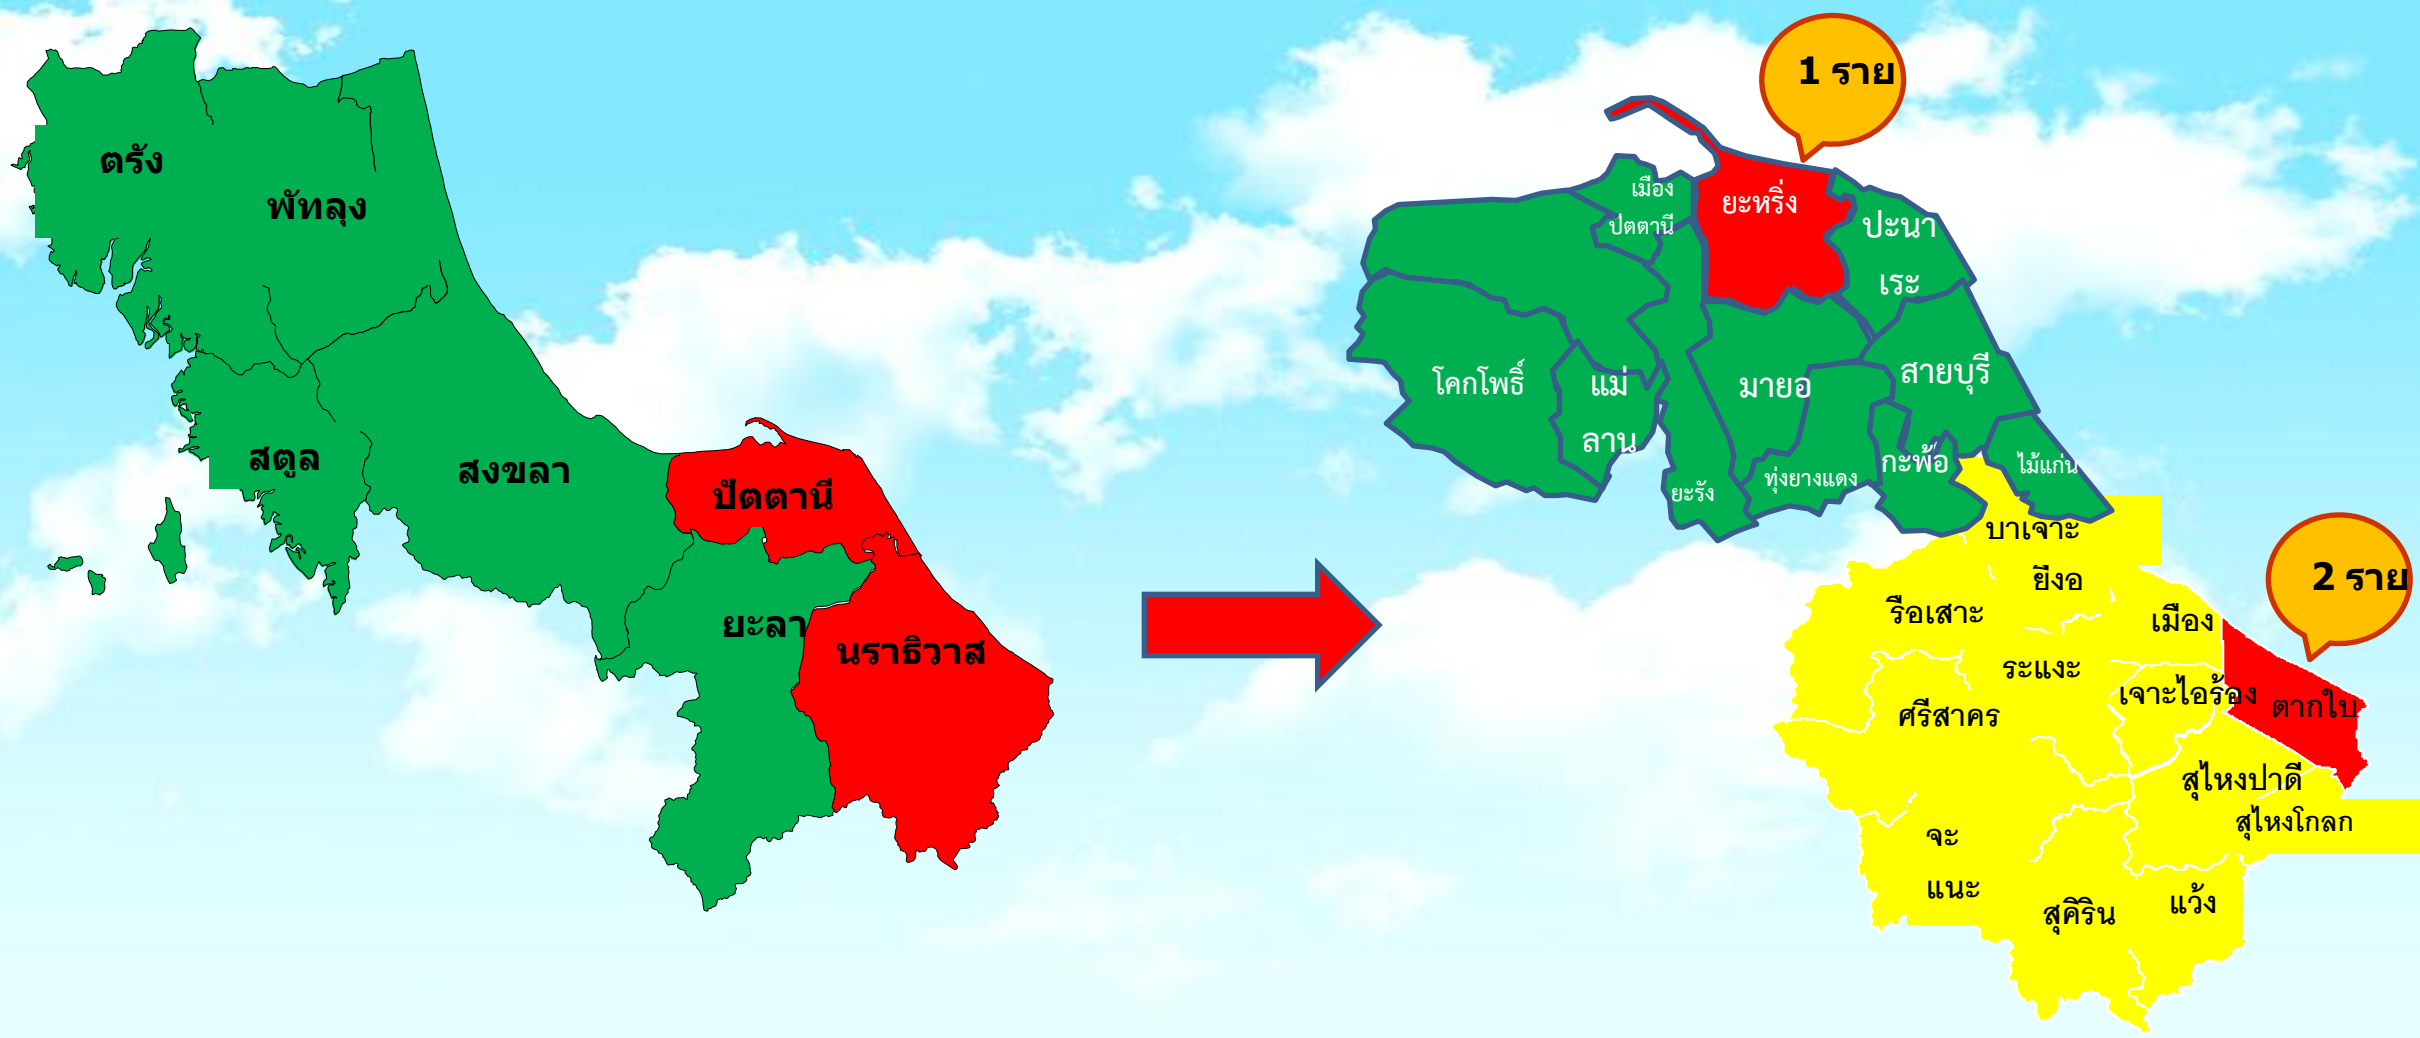 ตรัง
พัทลุง
สตูล
สงขลา
ปัตตานี
ยะลา
นราธิวาส
1 ราย
เมือง
ปัตตานี
ยะหริ่ง
ปะนา
เระ
โคกโพธิ์
แม่
ลาน
มายอ
สายบุรี
ยะรัง
ทุ่งยางแดง
กะพ้อ
ไม้แก่น
2 ราย
บาเจาะ
ยีงอ
รือเสาะ
เมือง
ระแงะ
เจาะไอร้อง
ตากใบ
ศรีสาคร
สุไหงปาดี
สุไหงโกลก
จะ
แนะ
สุคิริน
แว้ง